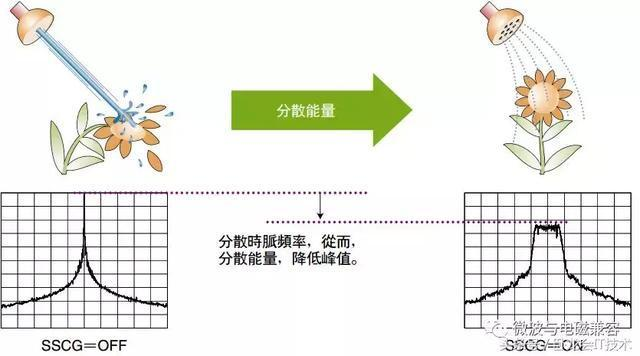 分散能量
分散時脈頻率，從而，
分散能量，降低峰值。
SSCG＝OFF
SSCG＝ON
微波与电磁兼容